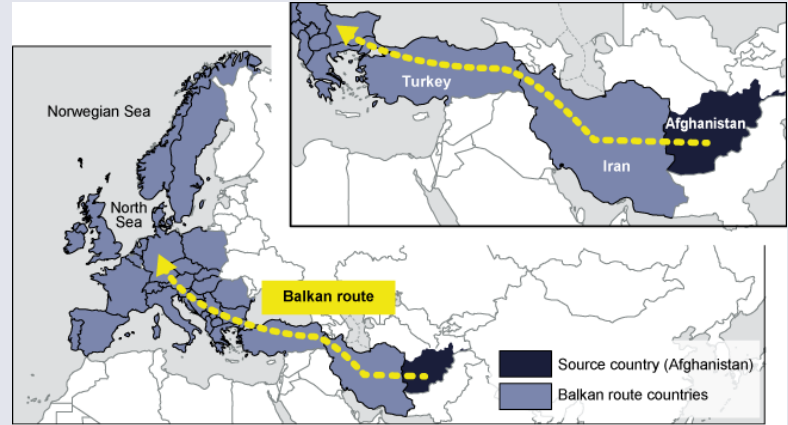 Norwegian Sea
North
Sea
Balkan route
Turkey
Iran
Afghanistan
Source country (Afghanistan)
Balkan route countries